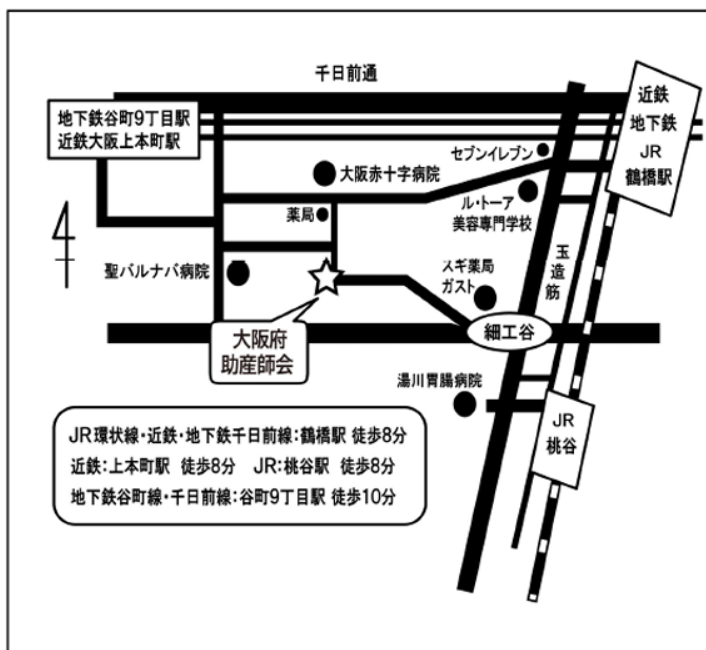 千日前通
地下鉄谷町9丁目駅
近鉄大阪上本町駅
近鉄
地下鉄
JR
鶴橋駅
セブンイレブン
大阪赤十字病院
薬局
ル・トーア
美容専門学校
聖バルナバ病院
スギ薬局
ガスト
玉造筋
大阪府
助産師会
細工谷
湯川胃腸病院
JR
桃谷
JR環状線・近鉄・地下鉄千日前線:鶴橋駅 徒歩8分
近鉄:上本町駅 徒歩8分 JR:桃谷駅 徒歩8分
地下鉄谷町線・千日前線:谷町9丁目駅 徒歩10分